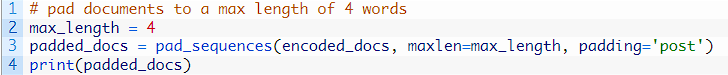 1 # pad documents to a max length of 4 words
2 max_length = 4
3 padded_docs = pad_sequences(encoded_docs, maxlen=max_length, padding='post')
4 print(padded_docs)